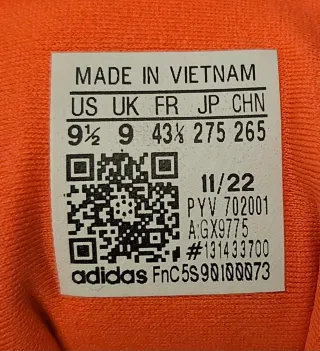 MADE IN VIETNAM
US UK FR JP CHN
9½ 9 43⅓ 275 265
11/22
PYV 702001
A:GX9775
#131433700
adidas FnC5S90100073